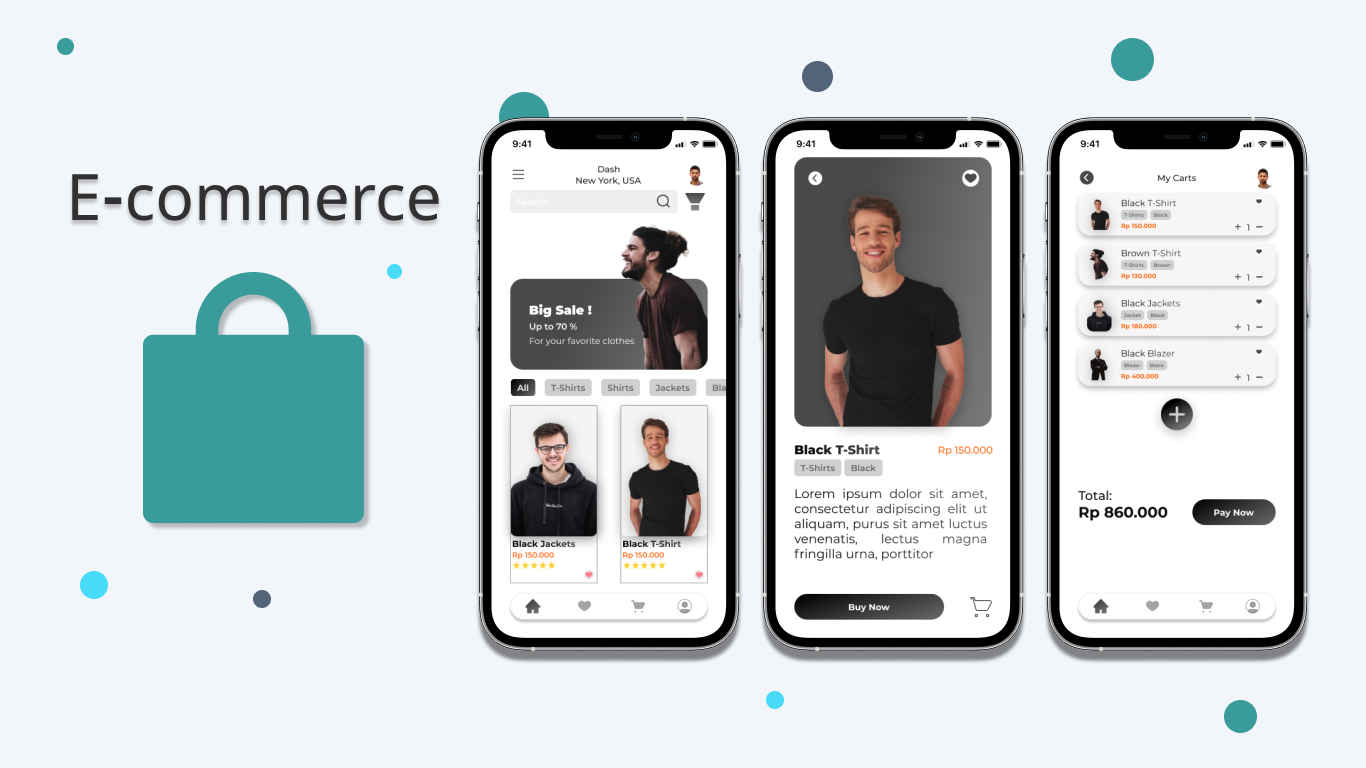 E-commerce
9:41
Dash
New York, USA
Search
Big Sale !
Up to 70 %
For your favorite clothes
All T-Shirts Shirts Jackets Bla
Black Jackets
Rp 150.000
Black T-Shirt
Rp 150.000
9:41
Black T-Shirt Rp 150.000
T-Shirts Black
Lorem ipsum dolor sit amet,
consectetur adipiscing elit ut
aliquam, purus sit amet luctus
venenatis, lectus magna
fringilla urna, porttitor
Buy Now
9:41
My Carts
Black T-Shirt
T-Shirts Black
Rp 150.000
+ 1 −
Brown T-Shirt
T-Shirts Brown
Rp 130.000
+ 1 −
Black Jackets
Jacket Black
Rp 180.000
+ 1 −
Black Blazer
Blazer Black
Rp 400.000
+ 1 −
Total:
Rp 860.000
Pay Now